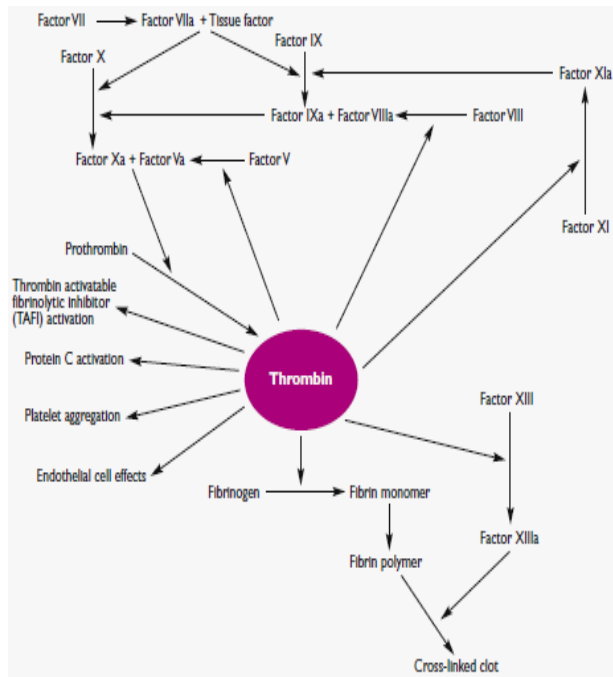 Factor VII
Factor VIIa + Tissue factor
Factor IX
Factor X
Factor XIa
Factor IXa + Factor VIIIa
Factor VIII
Factor Xa + Factor Va
Factor V
Factor XI
Prothrombin
Thrombin activatable
fibrinolytic inhibitor
(TAFI) activation
Protein C activation
Thrombin
Platelet aggregation
Factor XIII
Endothelial cell effects
Fibrinogen
Fibrin monomer
Factor XIIIa
Fibrin polymer
Cross-linked clot